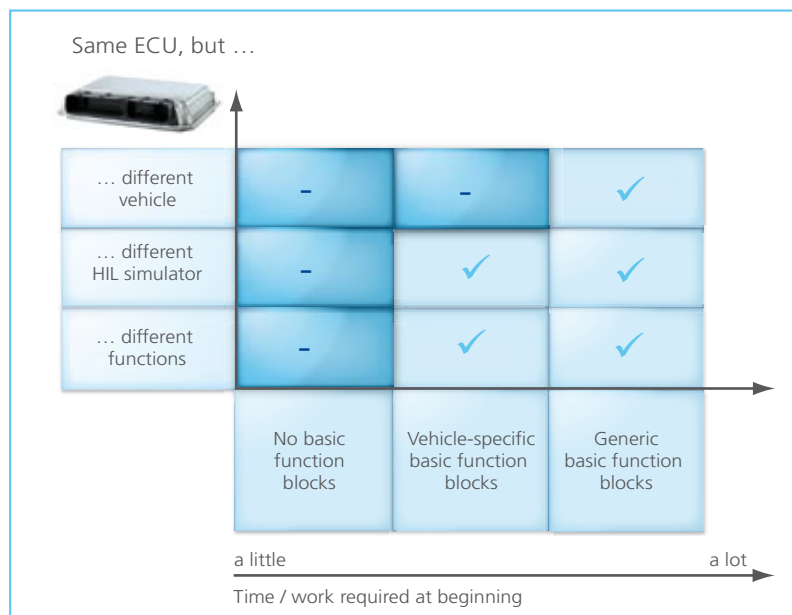 Same ECU, but …
… different
vehicle
-
-
✓
… different
HIL simulator
-
✓
✓
… different
functions
-
✓
✓
No basic
function
blocks
Vehicle-specific
basic function
blocks
Generic
basic function
blocks
a little
a lot
Time / work required at beginning